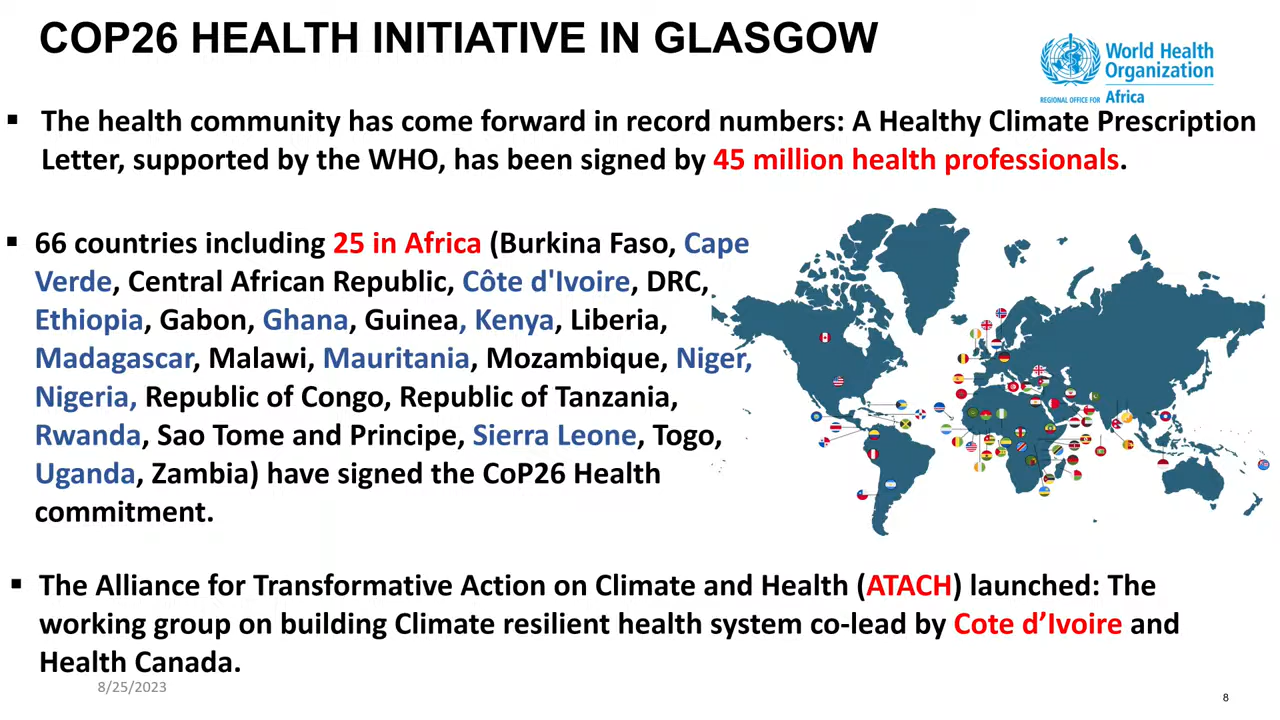 COP26 HEALTH INITIATIVE IN GLASGOW
World Health
Organization
REGIONAL OFFICE FOR Africa
▪ The health community has come forward in record numbers: A Healthy Climate Prescription
Letter, supported by the WHO, has been signed by 45 million health professionals.
▪ 66 countries including 25 in Africa (Burkina Faso, Cape
Verde, Central African Republic, Côte d'Ivoire, DRC,
Ethiopia, Gabon, Ghana, Guinea, Kenya, Liberia,
Madagascar, Malawi, Mauritania, Mozambique, Niger,
Nigeria, Republic of Congo, Republic of Tanzania,
Rwanda, Sao Tome and Principe, Sierra Leone, Togo,
Uganda, Zambia) have signed the CoP26 Health
commitment.
▪ The Alliance for Transformative Action on Climate and Health (ATACH) launched: The
working group on building Climate resilient health system co-lead by Cote d’Ivoire and
Health Canada.
8/25/2023
8